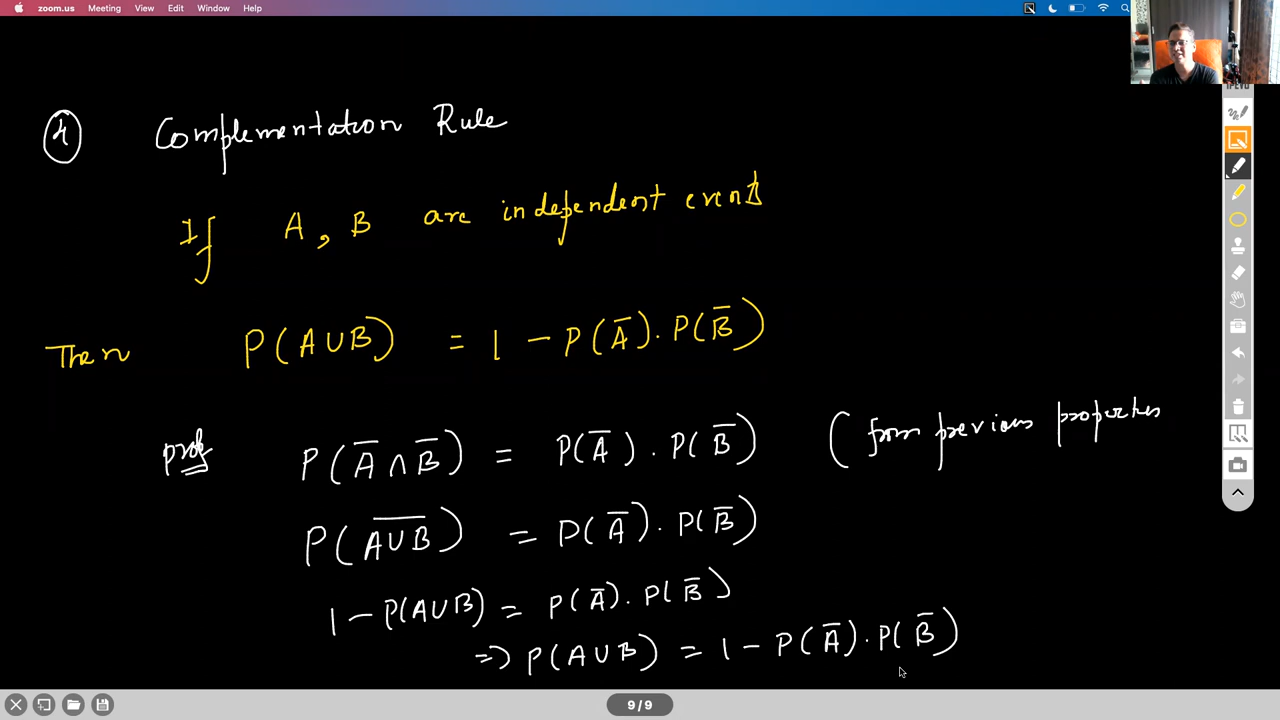 zoom.us Meeting View Edit Window Help
IPEVO
④ Complementation Rule
If A, B are independent events
Then P(A∪B) = 1 - P(A̅).P(B̅)
proof P(A̅∩B̅) = P(A̅).P(B̅) (from previous properties
P(A̅∪̅B̅) = P(A̅).P(B̅)
1 - P(A∪B) = P(A̅).P(B̅)
=> P(A∪B) = 1 - P(A̅).P(B̅)
9/9